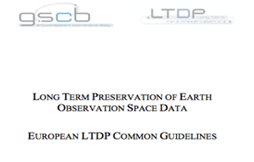 gscb
LTDP
LONG TERM PRESERVATION OF EARTH
OBSERVATION SPACE DATA
EUROPEAN LTDP COMMON GUIDELINES